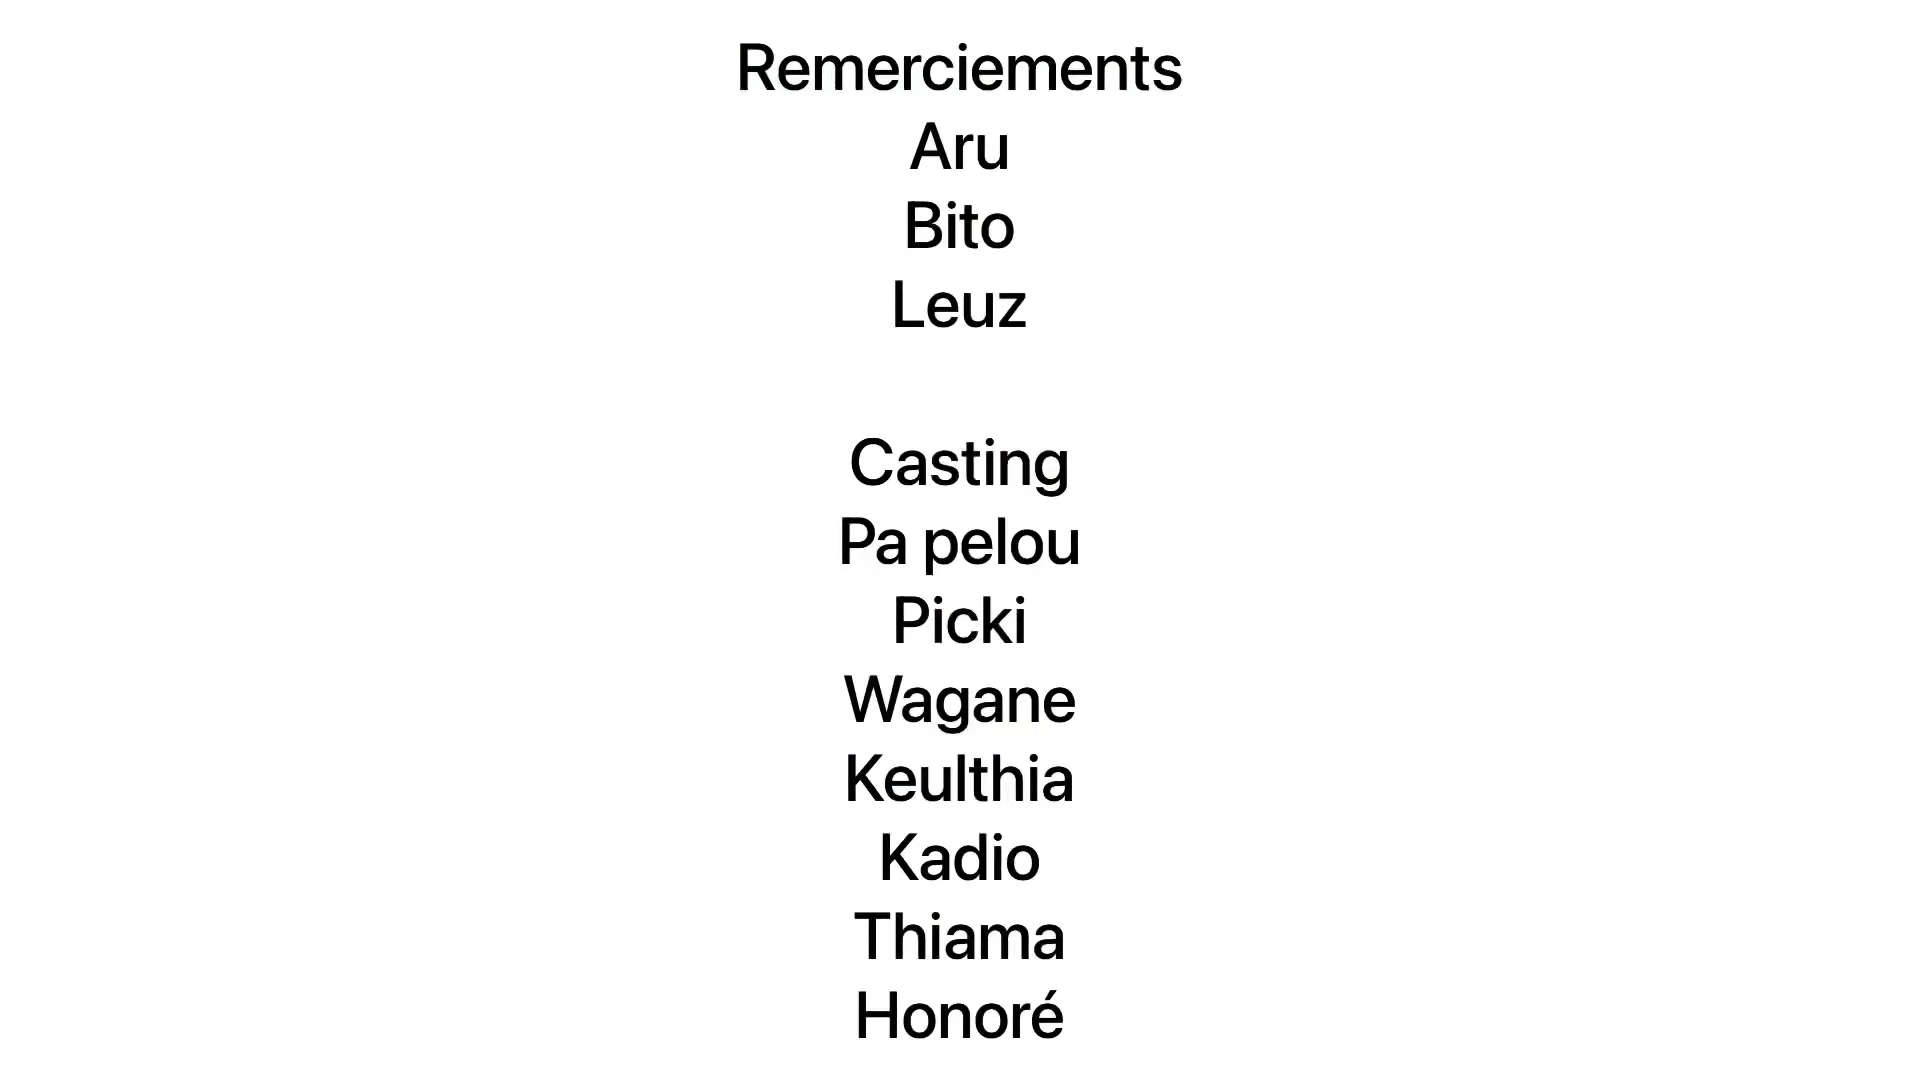 Remerciements
Aru
Bito
Leuz
Casting
Pa pelou
Picki
Wagane
Keulthia
Kadio
Thiama
Honoré